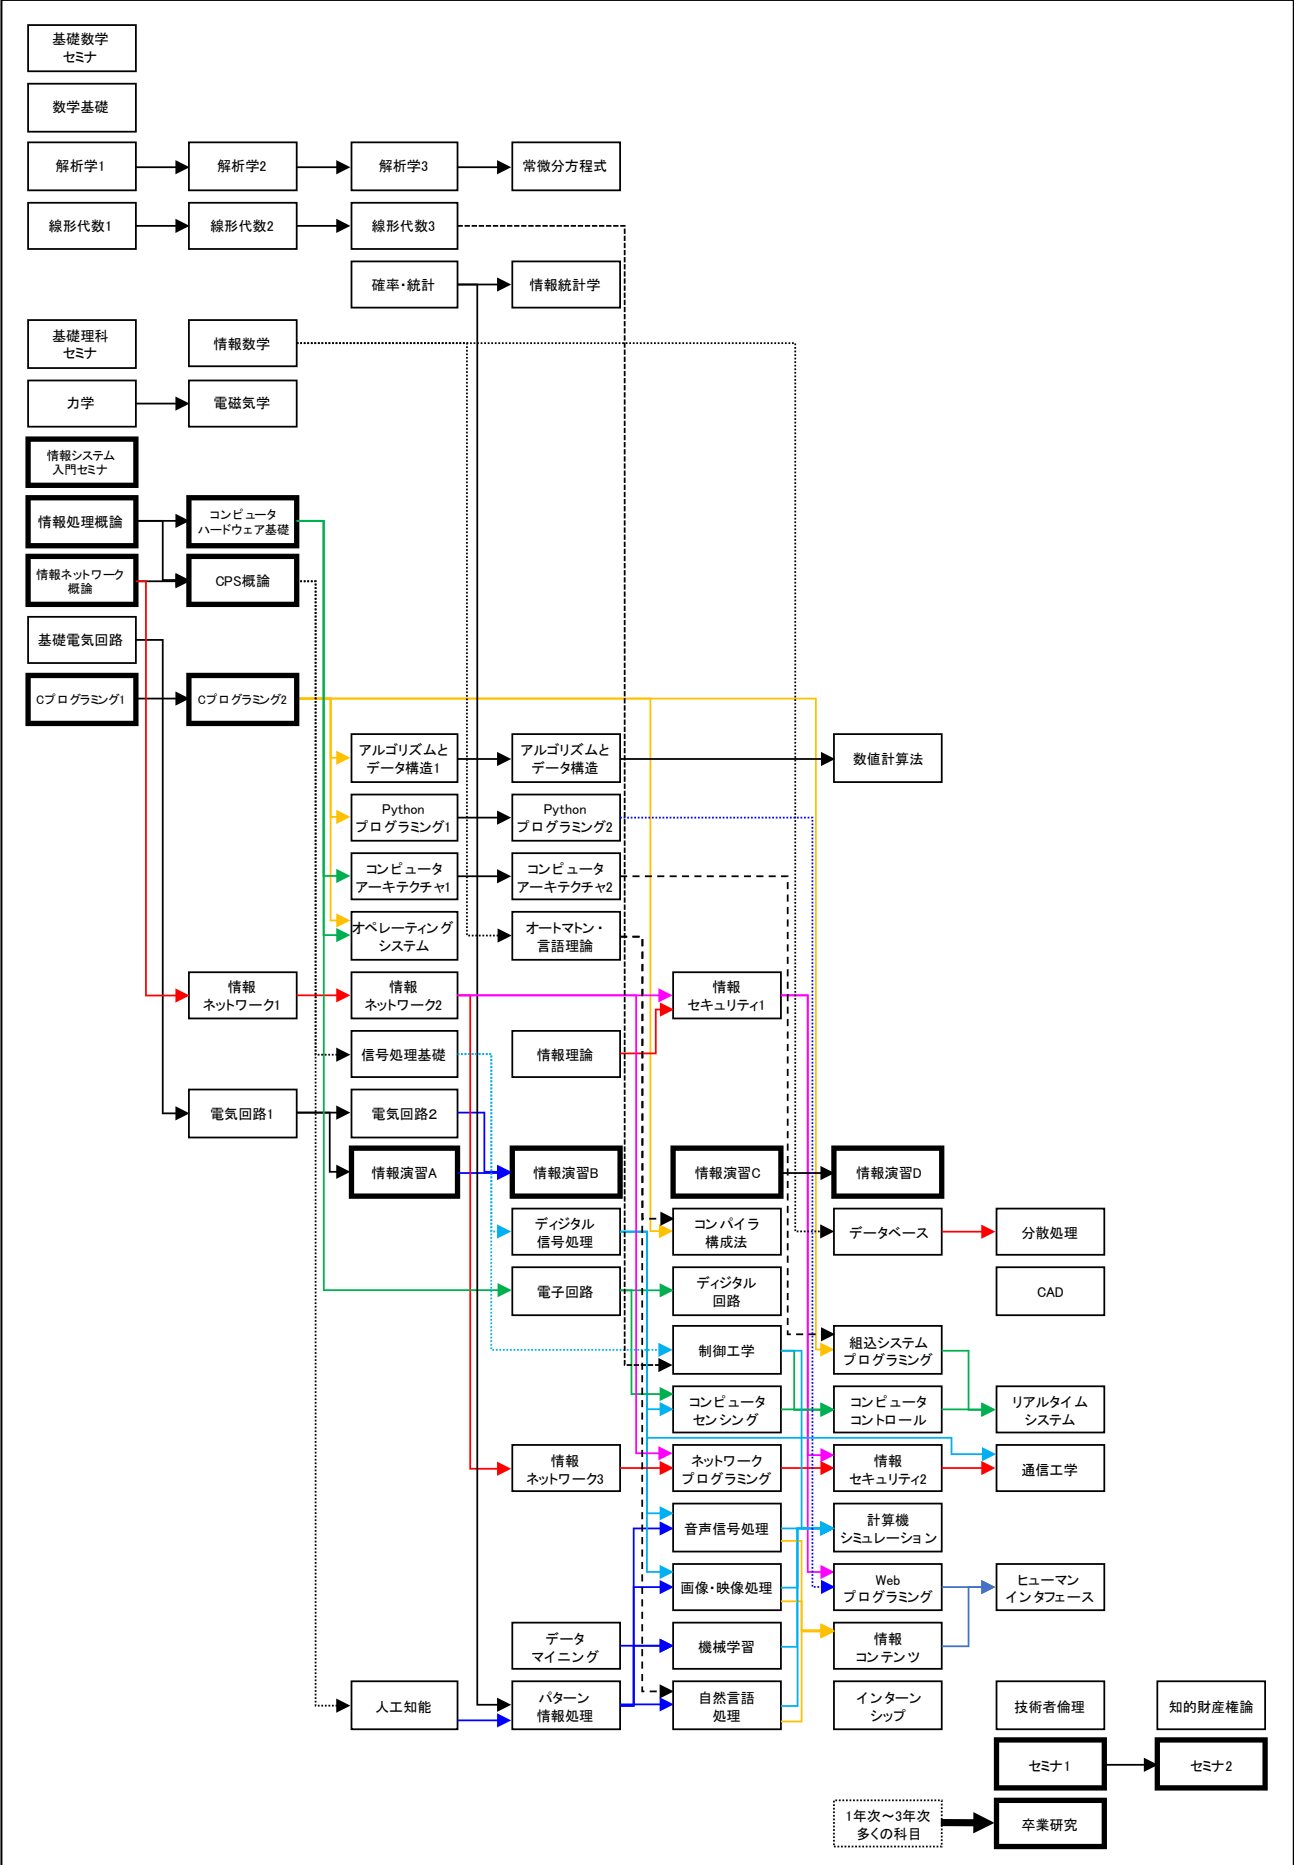 基礎数学
セミナ
数学基礎
解析学1
解析学2
解析学3
常微分方程式
線形代数1
線形代数2
線形代数3
確率・統計
情報統計学
基礎理科
セミナ
情報数学
力学
電磁気学
情報システム
入門セミナ
情報処理概論
コンピュータ
ハードウェア基礎
情報ネットワーク
概論
CPS概論
基礎電気回路
Cプログラミング1
Cプログラミング2
アルゴリズムと
データ構造1
アルゴリズムと
データ構造
数値計算法
Python
プログラミング1
Python
プログラミング2
コンピュータ
アーキテクチャ1
コンピュータ
アーキテクチャ2
オペレーティング
システム
オートマトン・
言語理論
情報
ネットワーク1
情報
ネットワーク2
情報
セキュリティ1
信号処理基礎
情報理論
電気回路1
電気回路2
情報演習A
情報演習B
情報演習C
情報演習D
ディジタル
信号処理
コンパイラ
構成法
データベース
分散処理
電子回路
ディジタル
回路
CAD
制御工学
組込システム
プログラミング
コンピュータ
センシング
コンピュータ
コントロール
リアルタイム
システム
情報
ネットワーク3
ネットワーク
プログラミング
情報
セキュリティ2
通信工学
音声信号処理
計算機
シミュレーション
画像・映像処理
Web
プログラミング
ヒューマン
インタフェース
データ
マイニング
機械学習
情報
コンテンツ
人工知能
パターン
情報処理
自然言語
処理
インターン
シップ
技術者倫理
知的財産権論
セミナ1
セミナ2
1年次～3年次
多くの科目
卒業研究